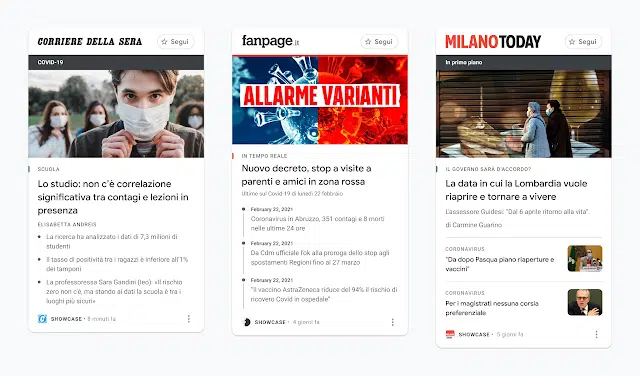 CORRIERE DELLA SERA
Segui
COVID-19
SCUOLA
Lo studio: non c'è correlazione
significativa tra contagi e lezioni in
presenza
ELISABETTA ANDREIS
La ricerca ha analizzato i dati di 7,3 milioni di
studenti
Il tasso di positività tra i ragazzi è inferiore all'1%
dei tamponi
La professoressa Sara Gandini (Ieo): «Il rischio
zero non c'è, ma stando ai dati la scuola è tra i
luoghi più sicuri»
SHOWCASE • 8 minuti fa
fanpage.it
Segui
ALLARME VARIANTI
IN TEMPO REALE
Nuovo decreto, stop a visite a
parenti e amici in zona rossa
Ultime sul Covid-19 di lunedì 22 febbraio
February 22, 2021
Coronavirus in Abruzzo, 351 contagi e 8 morti
nelle ultime 24 ore
February 22, 2021
Da Cdm ufficiale l'ok alla proroga dello stop agli
spostamenti Regioni fino al 27 marzo
February 22, 2021
"Il vaccino AstraZeneca riduce del 94% il rischio di
ricovero Covid in ospedale"
SHOWCASE • 4 giorni fa
MILANOTODAY
Segui
In primo piano
IL GOVERNO SARÀ D'ACCORDO?
La data in cui la Lombardia vuole
riaprire e tornare a vivere
L'assessore Guidesi: "Dal 6 aprile ritorno alla vita".
di Carmine Guarino
CORONAVIRUS
"Da dopo Pasqua piano riaperture e
vaccini"
CORONAVIRUS
Per i magistrati nessuna corsia
preferenziale
SHOWCASE • 5 giorni fa